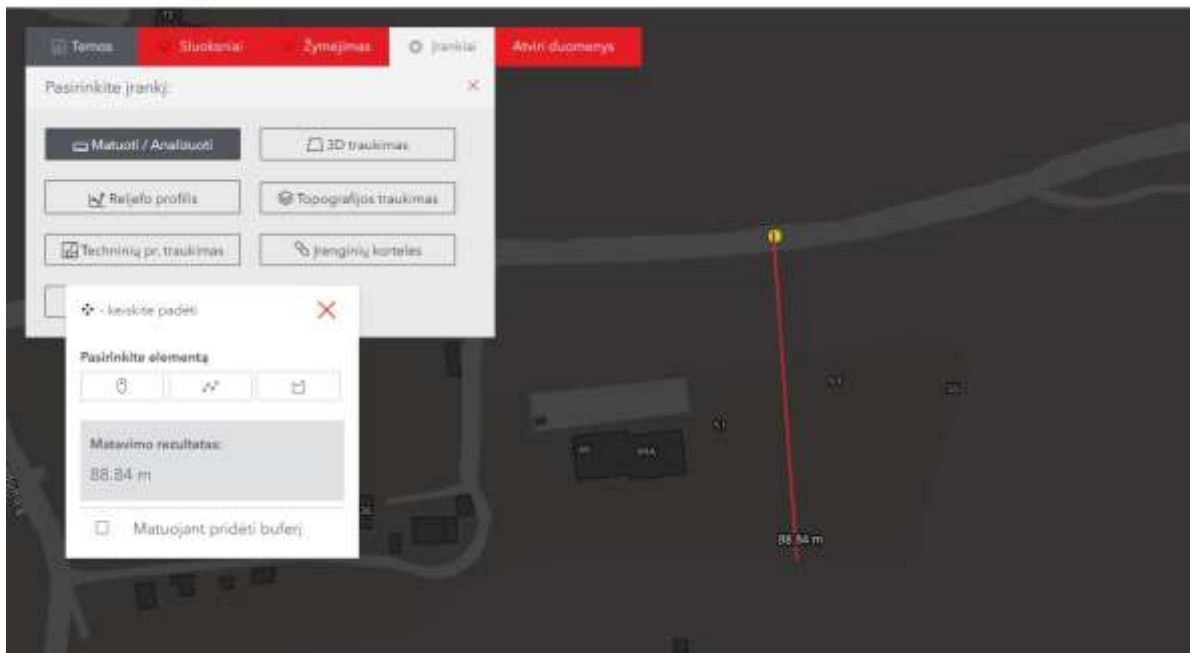 Temos
Sluoksniai
Žymėjimas
Įrankiai
Atviri duomenys
Pasirinkite įrankį:
Matuoti / Analizuoti
3D traukimas
Reljefo profilis
Topografijos traukimas
Techninių pr. traukimas
Įrenginių kortelės
- keiskite padėtį
Pasirinkite elementą
Matavimo rezultatas:
88.84 m
Matuojant pridėti buferį
88.84 m